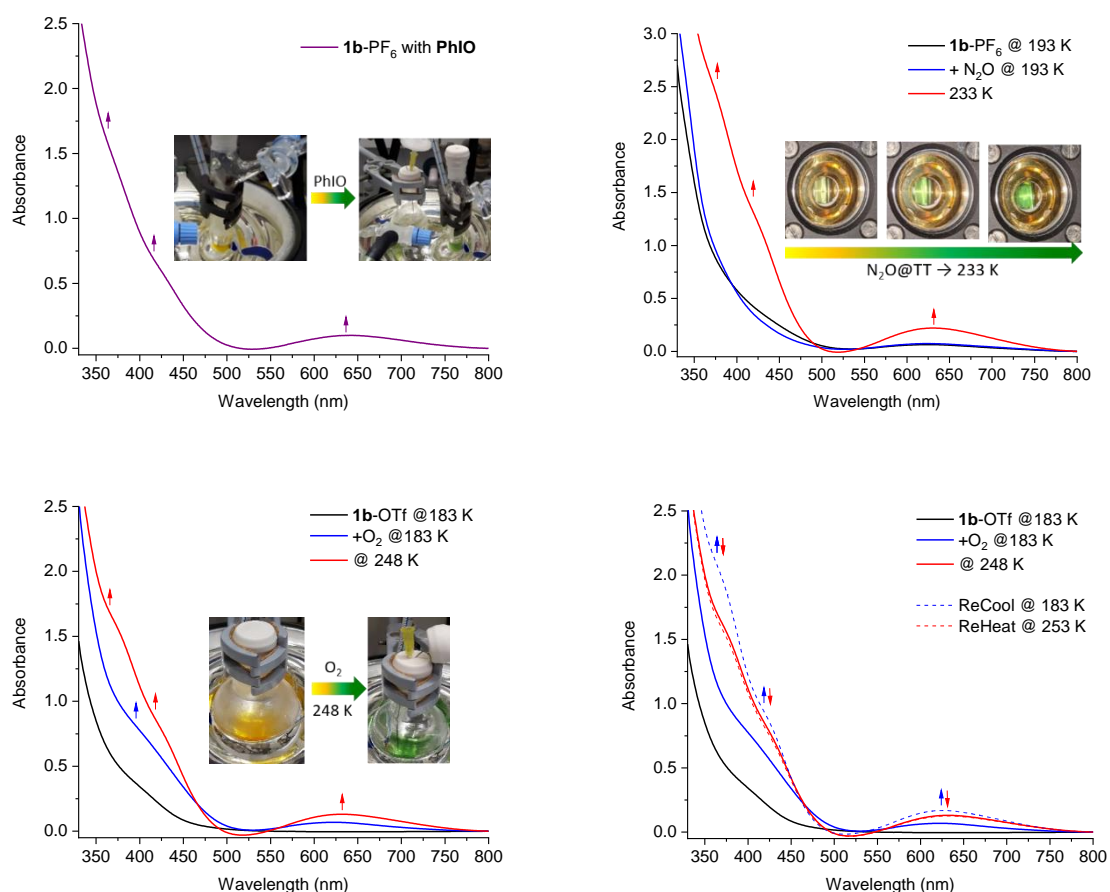 1b-PF6 with PhIO
2.5
2.0
1.5
1.0
0.5
0.0
Absorbance
PhIO
350 400 450 500 550 600 650 700 750 800
Wavelength (nm)
1b-PF6 @ 193 K
+ N2O @ 193 K
233 K
3.0
2.5
2.0
1.5
1.0
0.5
0.0
Absorbance
N2O@TT → 233 K
350 400 450 500 550 600 650 700 750 800
Wavelength (nm)
1b-OTf @183 K
+O2 @183 K
@ 248 K
2.5
2.0
1.5
1.0
0.5
0.0
Absorbance
O2
248 K
350 400 450 500 550 600 650 700 750 800
Wavelength (nm)
1b-OTf @183 K
+O2 @183 K
@ 248 K
ReCool @ 183 K
ReHeat @ 253 K
2.5
2.0
1.5
1.0
0.5
0.0
Absorbance
350 400 450 500 550 600 650 700 750 800
Wavelength (nm)